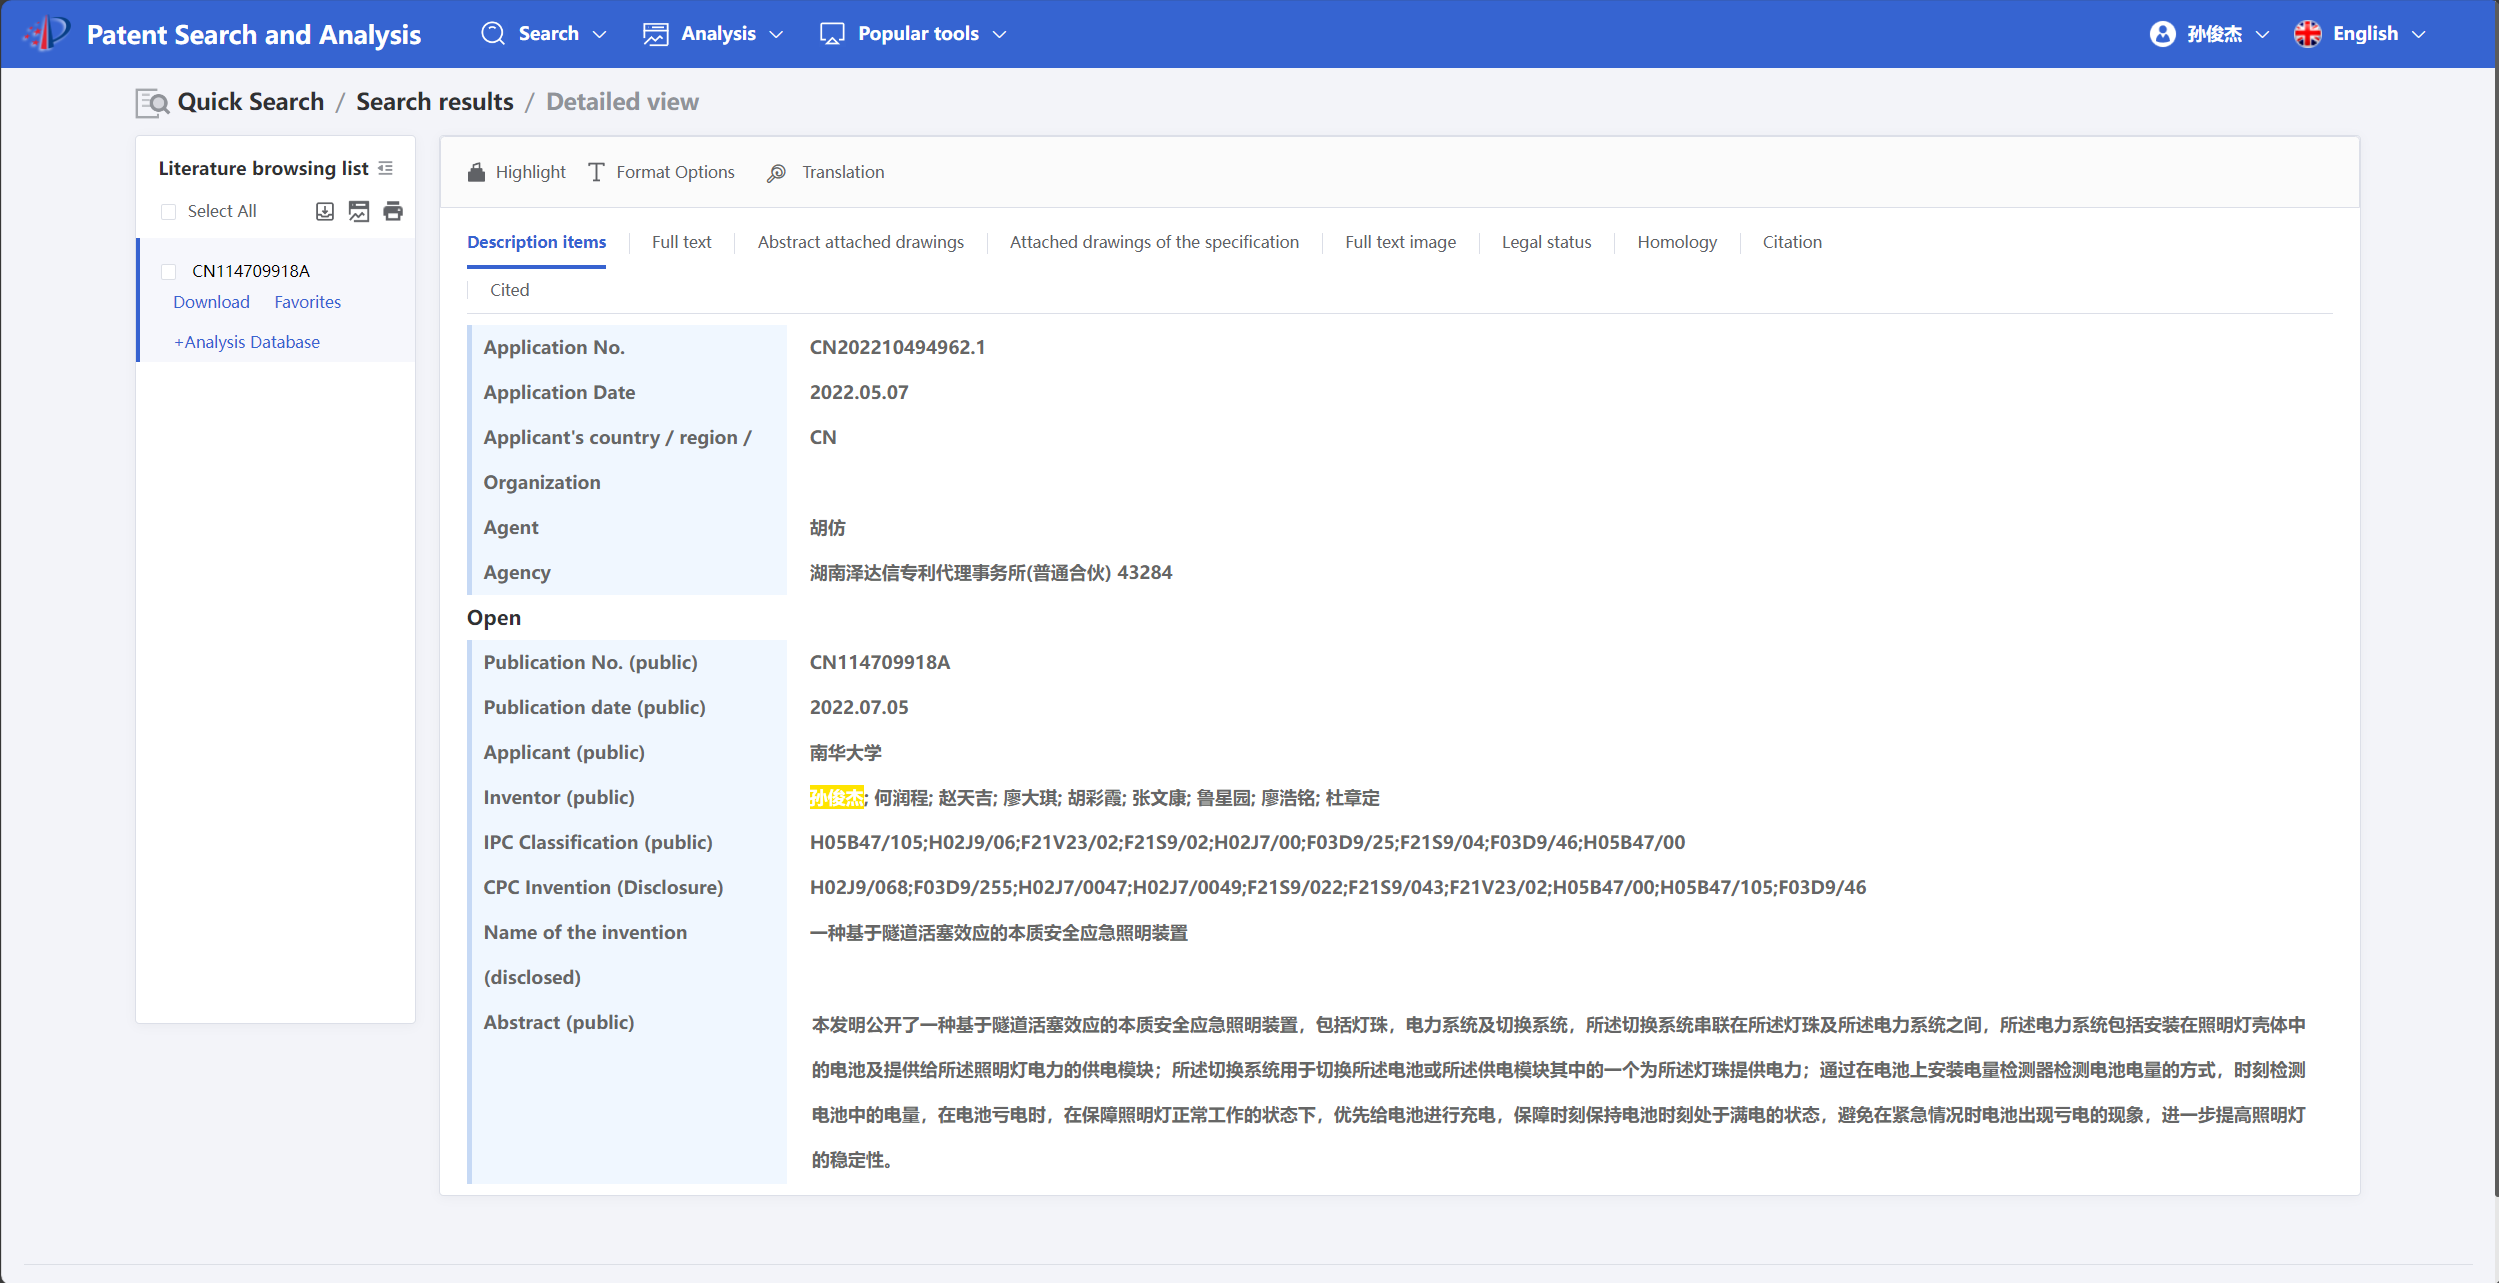 Patent Search and Analysis
Search
Analysis
Popular tools
孙俊杰
English
Quick Search / Search results / Detailed view
Literature browsing list
Select All
CN114709918A
Download Favorites
+Analysis Database
Highlight
Format Options
Translation
Description items
Full text
Abstract attached drawings
Attached drawings of the specification
Full text image
Legal status
Homology
Citation
Cited
Application No. CN202210494962.1
Application Date 2022.05.07
Applicant's country / region / CN
Organization
Agent 胡仿
Agency 湖南泽达信专利代理事务所(普通合伙) 43284
Open
Publication No. (public) CN114709918A
Publication date (public) 2022.07.05
Applicant (public) 南华大学
Inventor (public) 孙俊杰; 何润程; 赵天吉; 廖大琪; 胡彩霞; 张文康; 鲁星园; 廖浩铭; 杜章定
IPC Classification (public) H05B47/105;H02J9/06;F21V23/02;F21S9/02;H02J7/00;F03D9/25;F21S9/04;F03D9/46;H05B47/00
CPC Invention (Disclosure) H02J9/068;F03D9/255;H02J7/0047;H02J7/0049;F21S9/022;F21S9/043;F21V23/02;H05B47/00;H05B47/105;F03D9/46
Name of the invention 一种基于隧道活塞效应的本质安全应急照明装置
(disclosed)
Abstract (public) 本发明公开了一种基于隧道活塞效应的本质安全应急照明装置，包括灯珠，电力系统及切换系统，所述切换系统串联在所述灯珠及所述电力系统之间，所述电力系统包括安装在照明灯壳体中
的电池及提供给所述照明灯电力的供电模块；所述切换系统用于切换所述电池或所述供电模块其中的一个为所述灯珠提供电力；通过在电池上安装电量检测器检测电池电量的方式，时刻检测
电池中的电量，在电池亏电时，在保障照明灯正常工作的状态下，优先给电池进行充电，保障时刻保持电池时刻处于满电的状态，避免在紧急情况时电池出现亏电的现象，进一步提高照明灯
的稳定性。